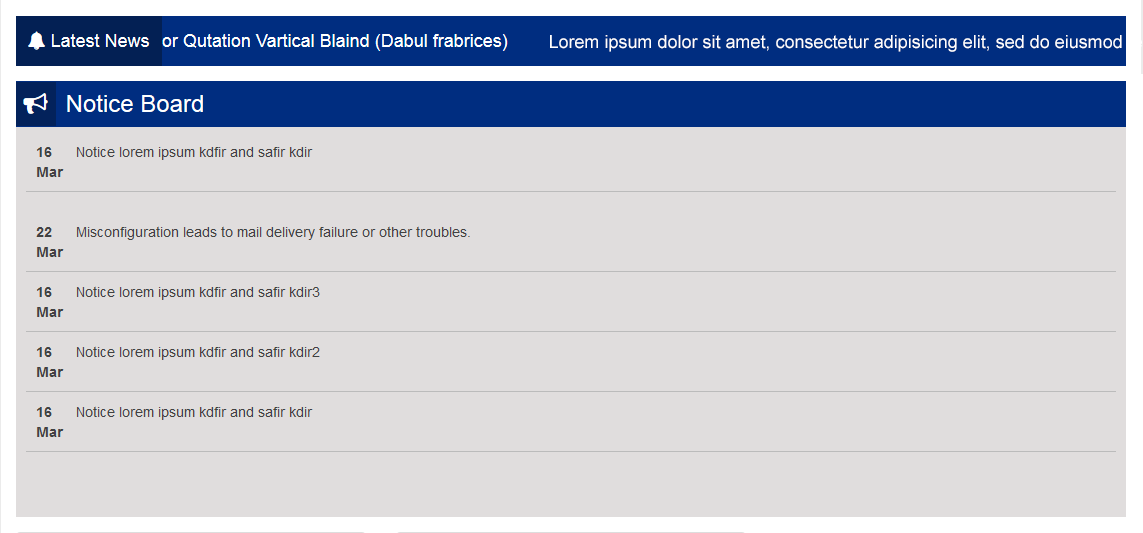 Latest News or Qutation Vartical Blaind (Dabul frabrices) Lorem ipsum dolor sit amet, consectetur adipisicing elit, sed do eiusmod
Notice Board
16 Notice lorem ipsum kdfir and safir kdir
Mar
22 Misconfiguration leads to mail delivery failure or other troubles.
Mar
16 Notice lorem ipsum kdfir and safir kdir3
Mar
16 Notice lorem ipsum kdfir and safir kdir2
Mar
16 Notice lorem ipsum kdfir and safir kdir
Mar